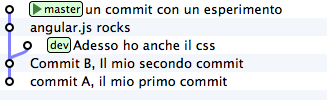 master un commit con un esperimento
angular.js rocks
dev Adesso ho anche il css
Commit B, Il mio secondo commit
commit A, il mio primo commit